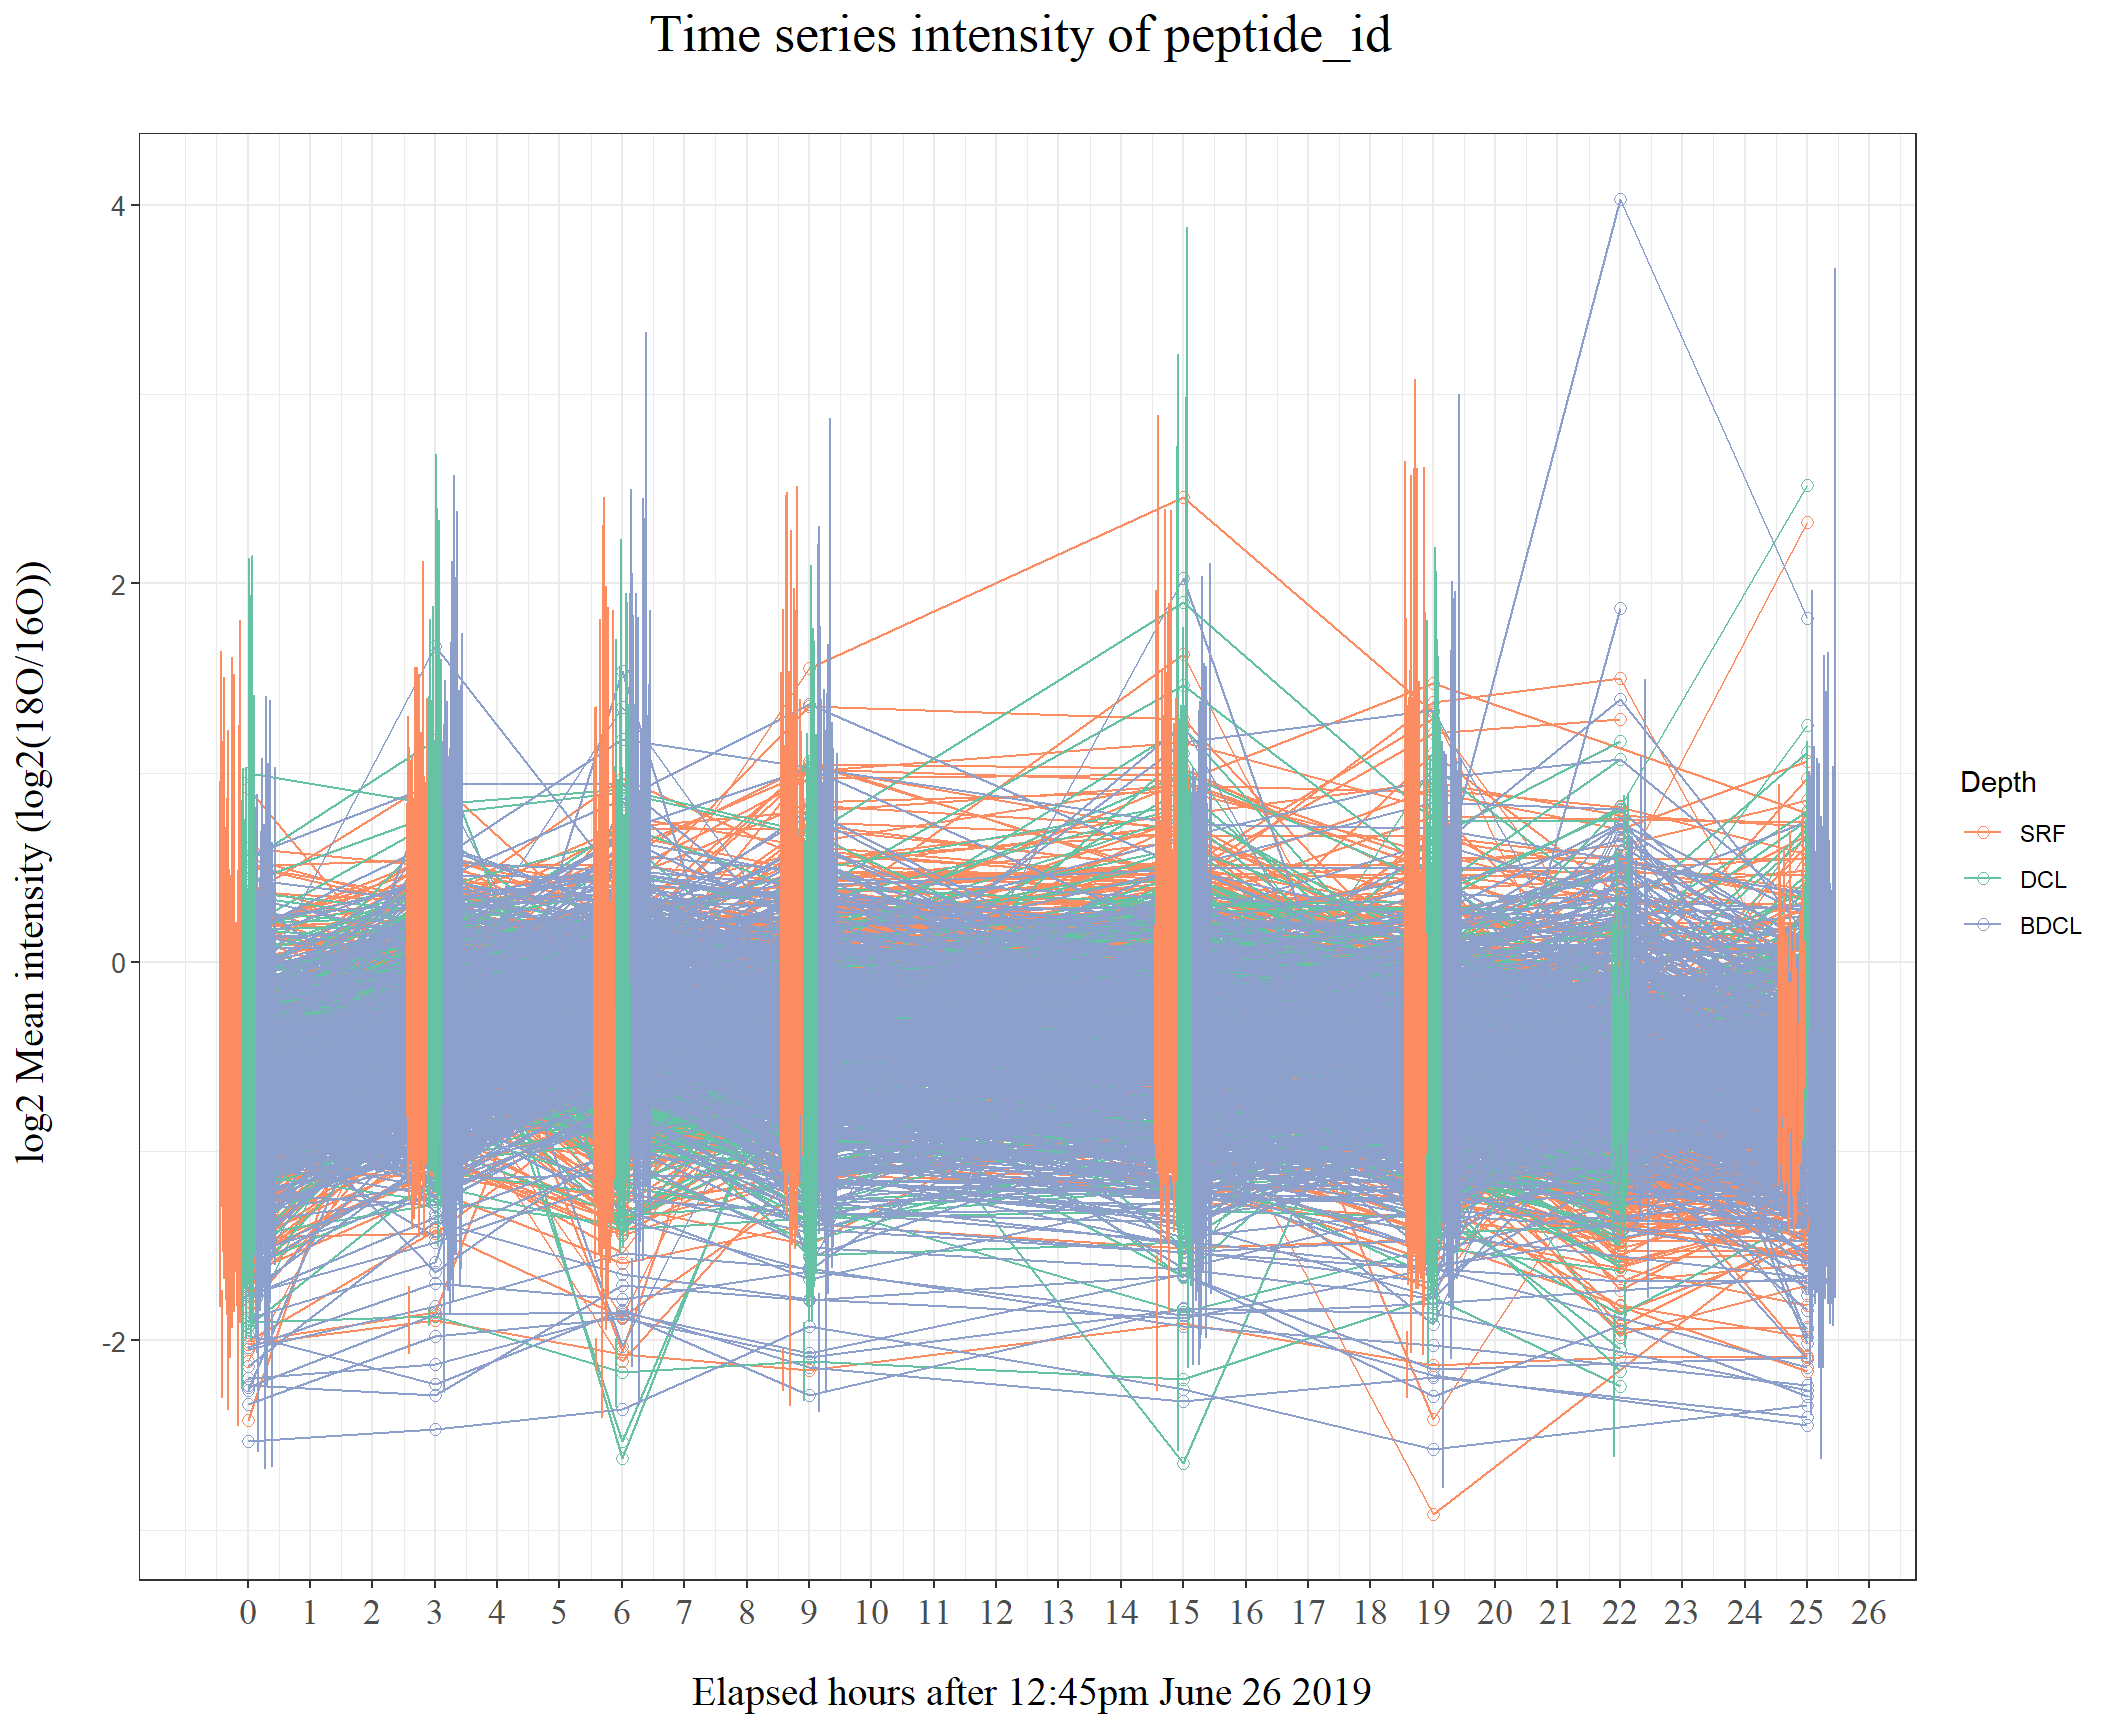 Time series intensity of peptide_id
log2 Mean intensity (log2(18O/16O))
4
2
0
-2
0 1 2 3 4 5 6 7 8 9 10 11 12 13 14 15 16 17 18 19 20 21 22 23 24 25 26
Elapsed hours after 12:45pm June 26 2019
Depth
SRF
DCL
BDCL